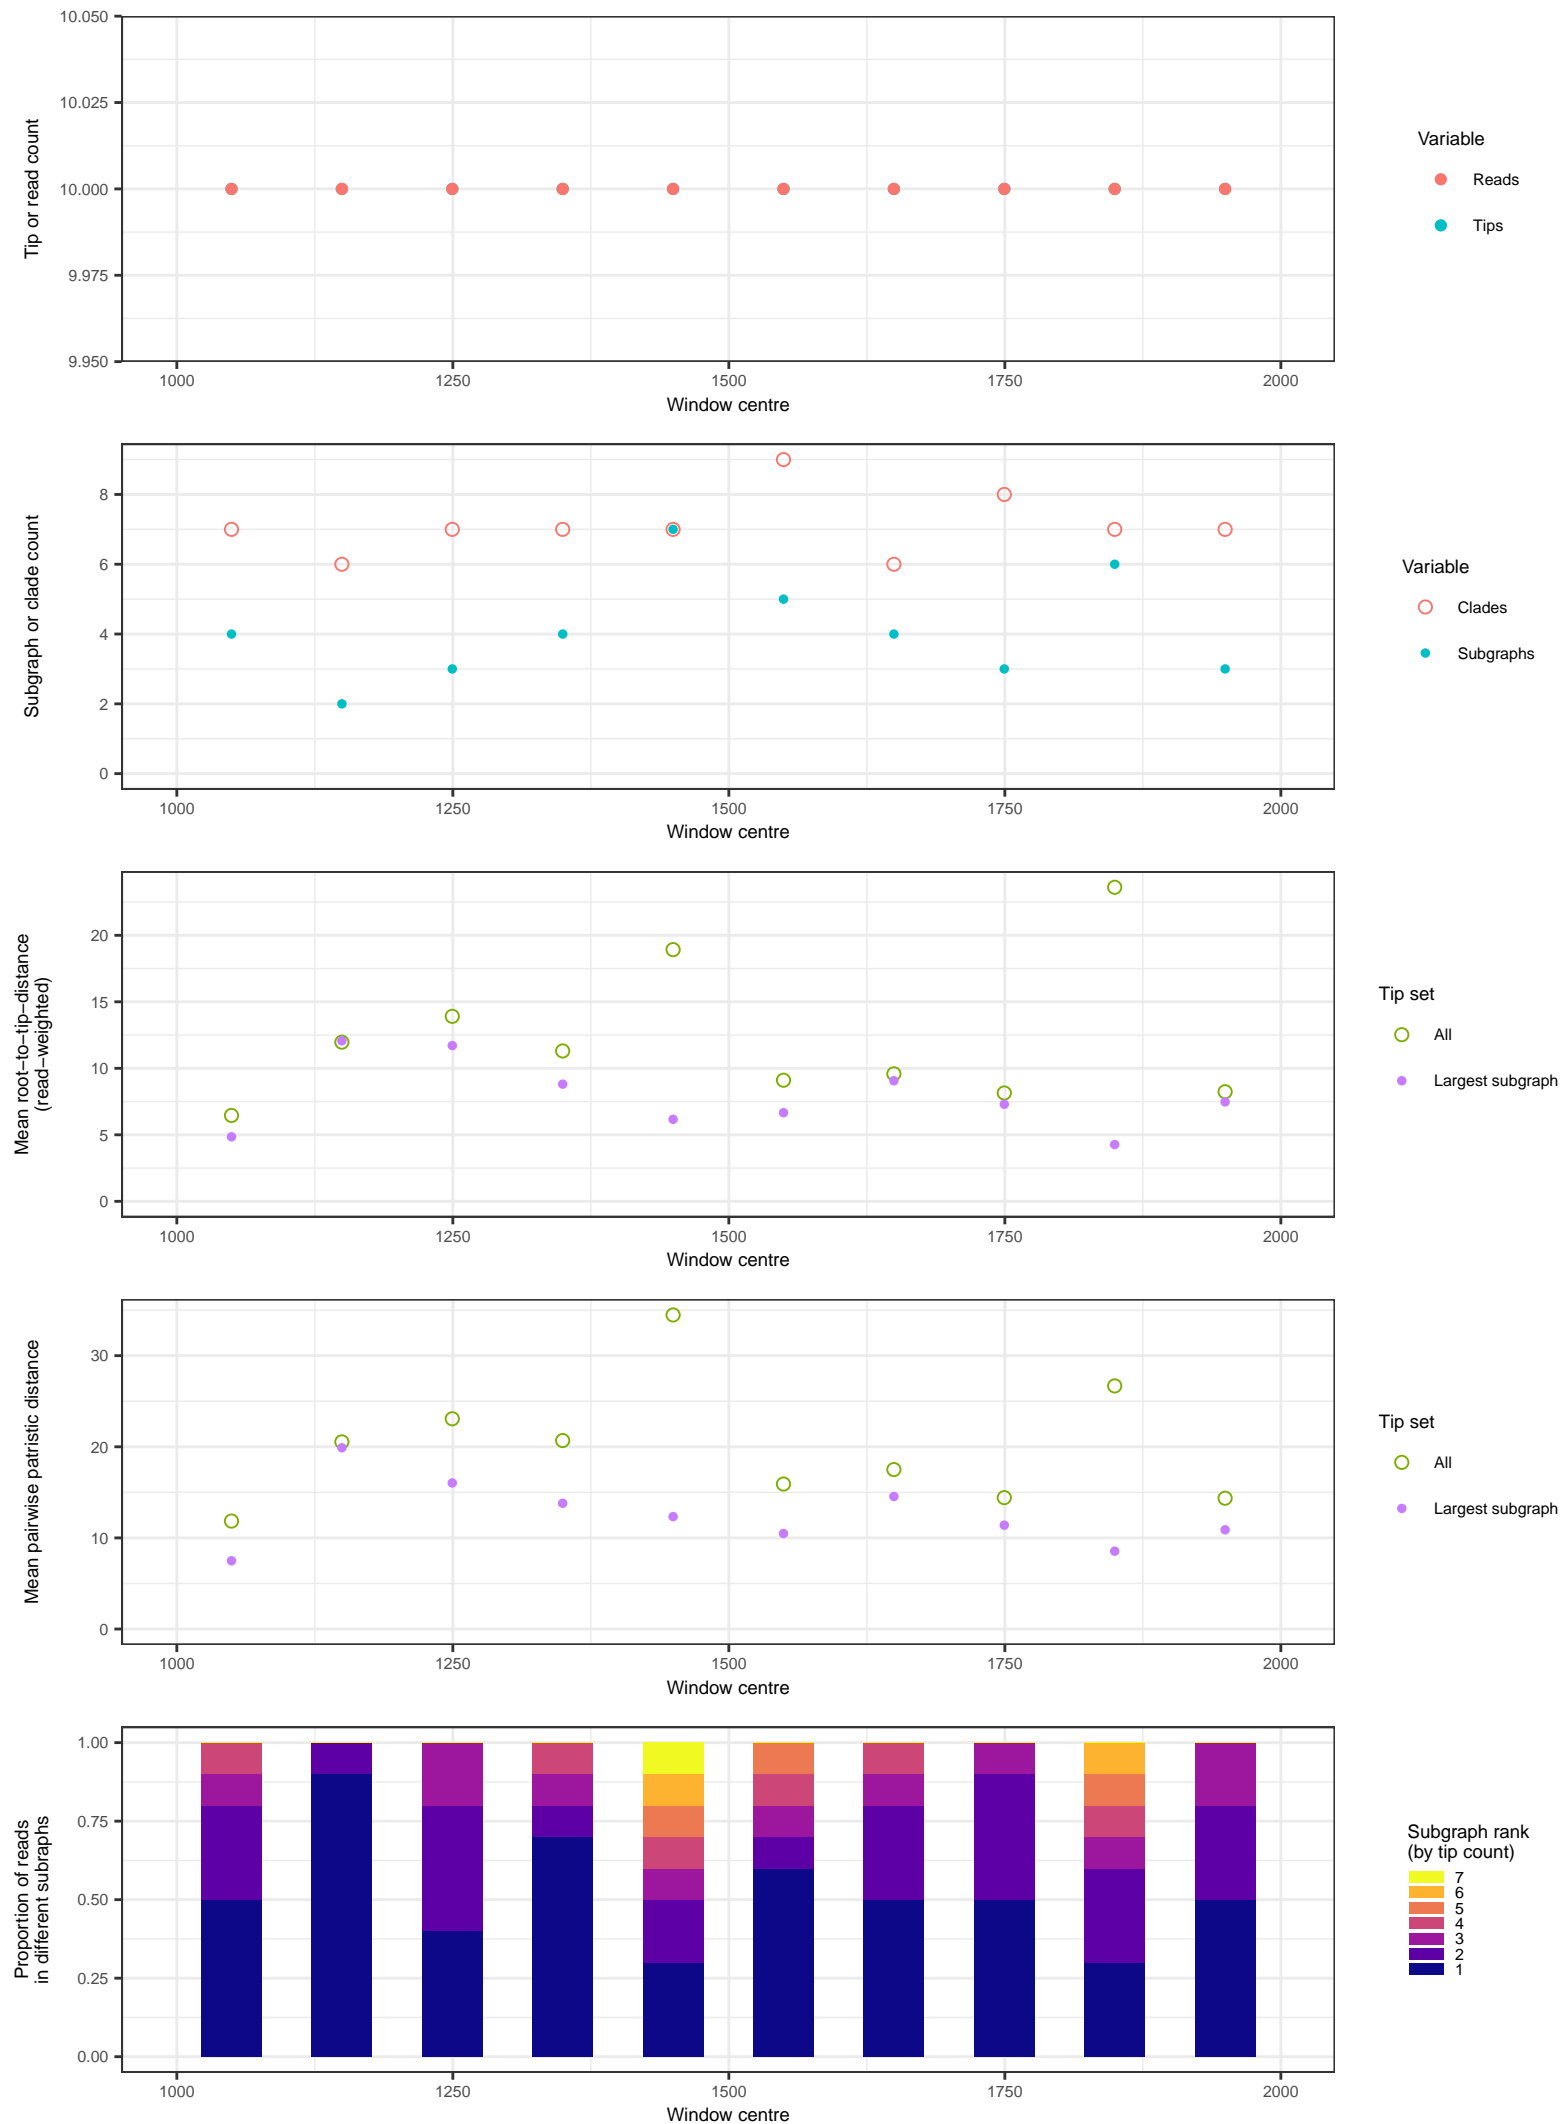 10.050
10.025
10.000
9.975
9.950
Tip or read count
1000 1250 1500 1750 2000
Window centre
Variable
Reads
Tips
8
6
4
2
0
Subgraph or clade count
1000 1250 1500 1750 2000
Window centre
Variable
Clades
Subgraphs
20
15
10
5
0
Mean root−to−tip−distance
(read−weighted)
1000 1250 1500 1750 2000
Window centre
Tip set
All
Largest subgraph
30
20
10
0
Mean pairwise patristic distance
1000 1250 1500 1750 2000
Window centre
Tip set
All
Largest subgraph
1.00
0.75
0.50
0.25
0.00
Proportion of reads
in different subraphs
1000 1250 1500 1750 2000
Window centre
Subgraph rank
(by tip count)
7
6
5
4
3
2
1